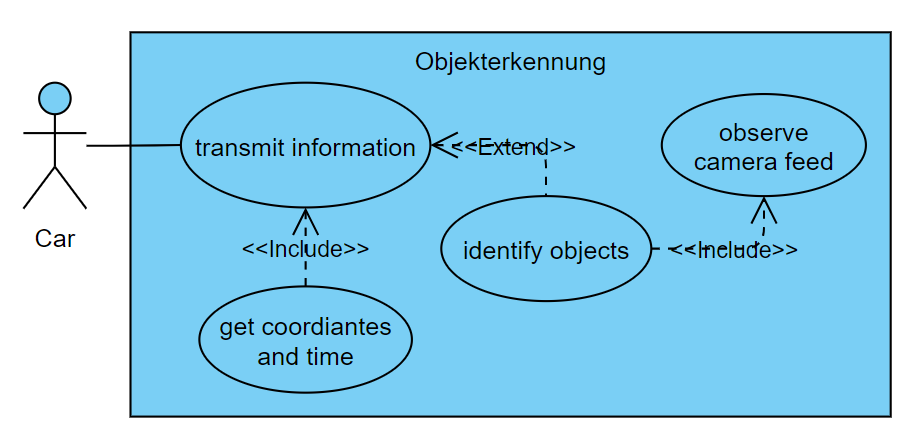 Objekterkennung
transmit information
<<Extend>>
observe
camera feed
Car
<<Include>>
identify objects
<<Include>>
get coordiantes
and time